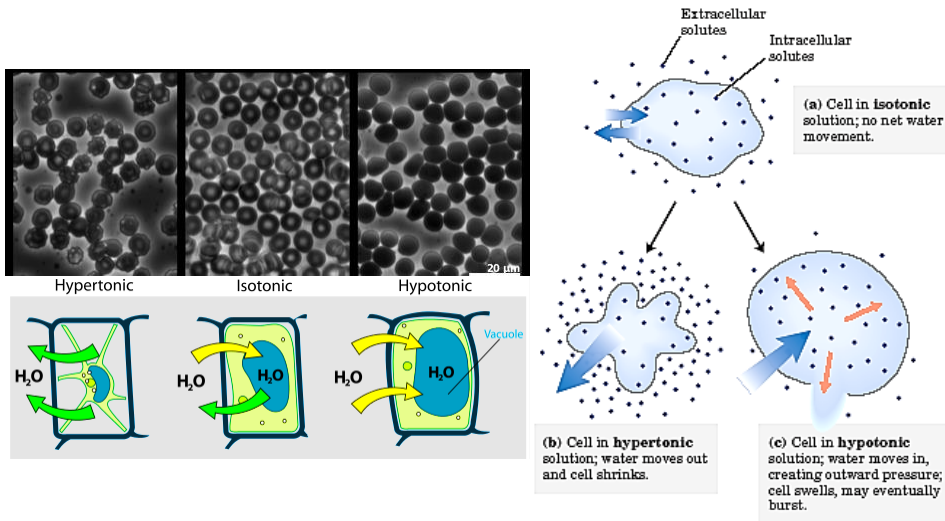 20 μm
Hypertonic
Isotonic
Hypotonic
H₂O
H₂O
H₂O
H₂O
H₂O
Vacuole
Extracellular
solutes
Intracellular
solutes
(a) Cell in isotonic
solution; no net water
movement.
(b) Cell in hypertonic
solution; water moves out
and cell shrinks.
(c) Cell in hypotonic
solution; water moves in,
creating outward pressure;
cell swells, may eventually
burst.